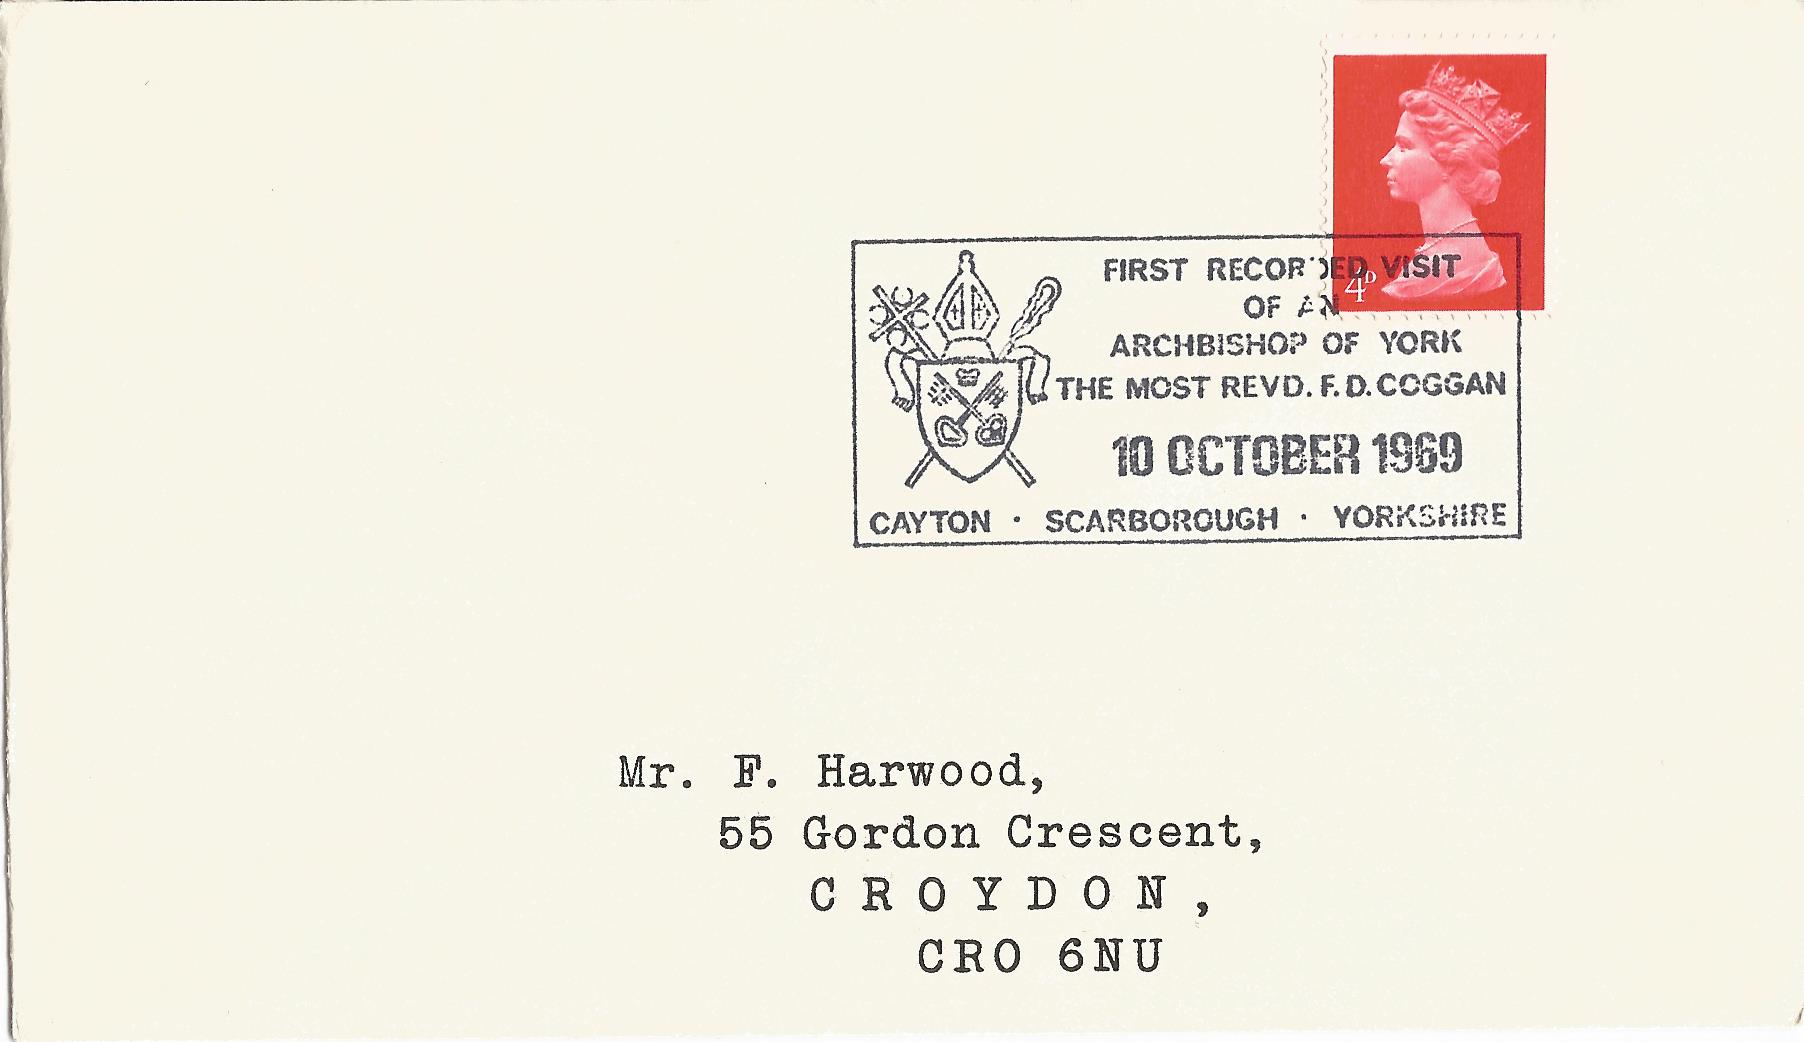 4D
FIRST RECORDED VISIT
OF AN
ARCHBISHOP OF YORK
THE MOST REVD. F. D. COGGAN
10 OCTOBER 1969
CAYTON · SCARBOROUGH · YORKSHIRE
Mr. F. Harwood,
55 Gordon Crescent,
C R O Y D O N ,
CRO 6NU